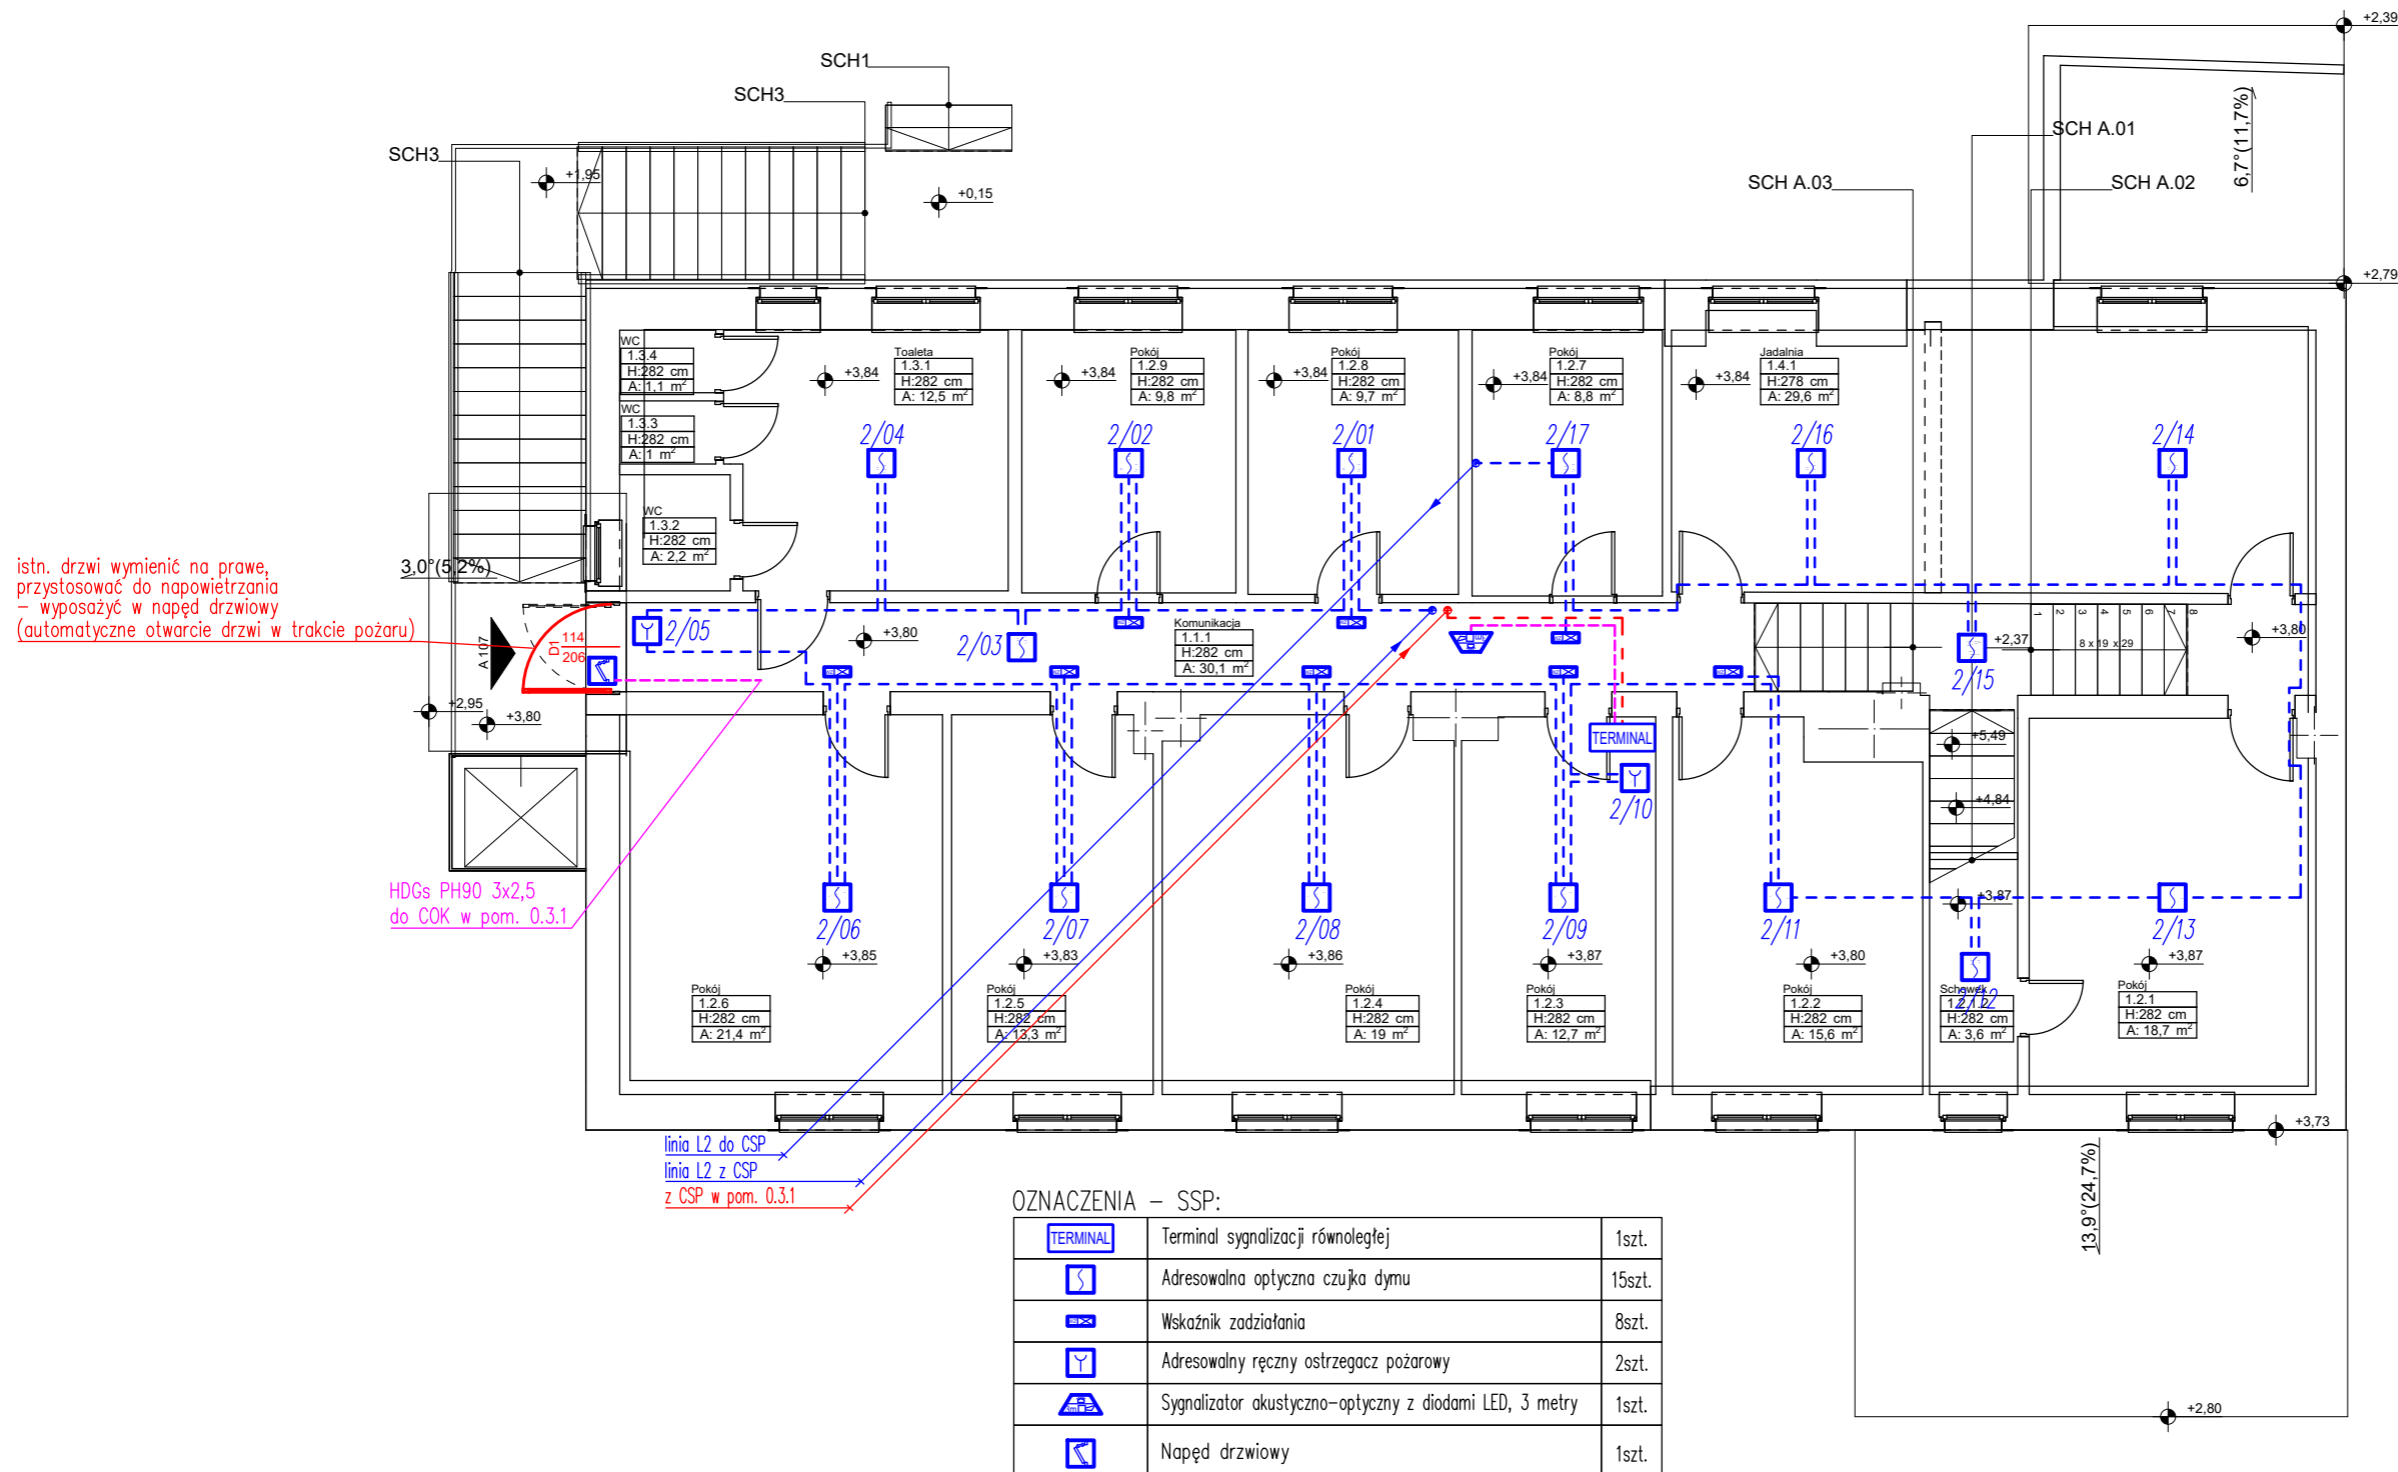 +2,39
SCH1
SCH3
SCH3
+1,95
+0,15
SCH A.01
SCH A.03
SCH A.02
6,7°(11,7%)
+2,79
WC
1.3.4
H:282 cm
A: 1,1 m²
WC
1.3.3
H:282 cm
A: 1 m²
WC
1.3.2
H:282 cm
A: 2,2 m²
+3,84
Toaleta
1.3.1
H:282 cm
A: 12,5 m²
+3,84
Pokój
1.2.9
H:282 cm
A: 9,8 m²
+3,84
Pokój
1.2.8
H:282 cm
A: 9,7 m²
+3,84
Pokój
1.2.7
H:282 cm
A: 8,8 m²
+3,84
Jadalnia
1.4.1
H:278 cm
A: 29,6 m²
2/04
2/02
2/01
2/17
2/16
2/14
istn. drzwi wymienić na prawe,
przystosować do napowietrzania
– wyposażyć w napęd drzwiowy
(automatyczne otwarcie drzwi w trakcie pożaru)
3,0°(5,2%)
A 107
D1
114
206
2/05
+3,80
2/03
Komunikacja
1.1.1
H:282 cm
A: 30,1 m²
+2,37
2/15
1 2 3 4 5 6 7 8
8 x 19 x 29
+3,80
+2,95
+3,80
TERMINAL
2/10
+5,49
+4,84
+3,87
HDGs PH90 3x2,5
do COK w pom. 0.3.1
2/06
2/07
2/08
2/09
2/11
2/12
2/13
+3,85
+3,83
+3,86
+3,87
+3,80
+3,87
Pokój
1.2.6
H:282 cm
A: 21,4 m²
Pokój
1.2.5
H:282 cm
A: 13,3 m²
Pokój
1.2.4
H:282 cm
A: 19 m²
Pokój
1.2.3
H:282 cm
A: 12,7 m²
Pokój
1.2.2
H:282 cm
A: 15,6 m²
Schowek
H:282 cm
A: 3,6 m²
Pokój
1.2.1
H:282 cm
A: 18,7 m²
+3,73
linia L2 do CSP
linia L2 z CSP
z CSP w pom. 0.3.1
13,9°(24,7%)
+2,80
OZNACZENIA – SSP:
TERMINAL Terminal sygnalizacji równoległej 1szt.
Adresowalna optyczna czujka dymu 15szt.
Wskaźnik zadziałania 8szt.
Adresowalny ręczny ostrzegacz pożarowy 2szt.
Sygnalizator akustyczno-optyczny z diodami LED, 3 metry 1szt.
Napęd drzwiowy 1szt.